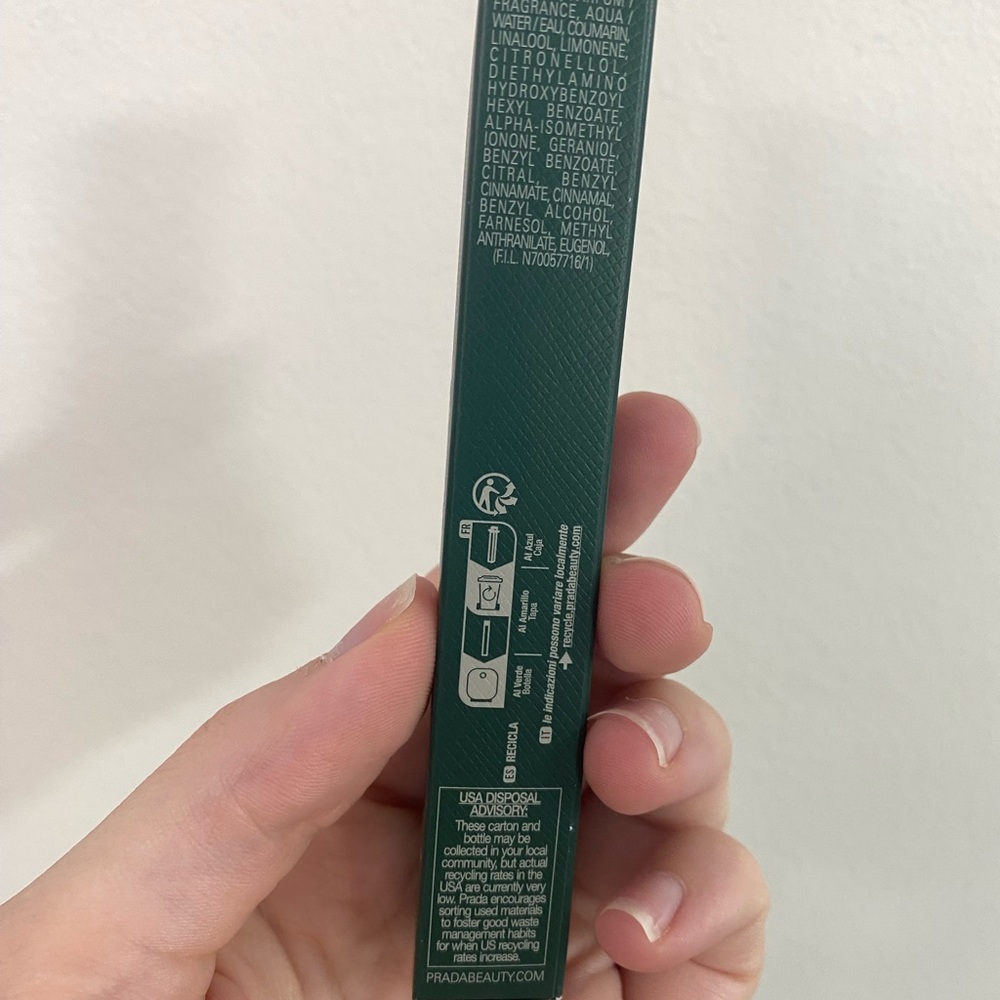 PARFUM /
FRAGRANCE, AQUA /
WATER / EAU, COUMARIN,
LINALOOL, LIMONENE,
CITRONELLOL,
DIETHYLAMINO
HYDROXYBENZOYL
HEXYL BENZOATE,
ALPHA-ISOMETHYL
IONONE, GERANIOL,
BENZYL BENZOATE,
CITRAL, BENZYL
CINNAMATE, CINNAMAL,
BENZYL ALCOHOL,
FARNESOL, METHYL
ANTHRANILATE, EUGENOL,
(F.I.L. N70057716/1)
FR
ES RECICLA
Al Verde
Botella
Al Amarillo
Tapa
Al Azul
Caja
IT le indicazioni possono variare localmente
recycle.pradabeauty.com
USA DISPOSAL
ADVISORY:
These carton and
bottle may be
collected in your local
community, but actual
recycling rates in the
USA are currently very
low. Prada encourages
sorting used materials
to foster good waste
management habits
for when US recycling
rates increase.
PRADABEAUTY.COM